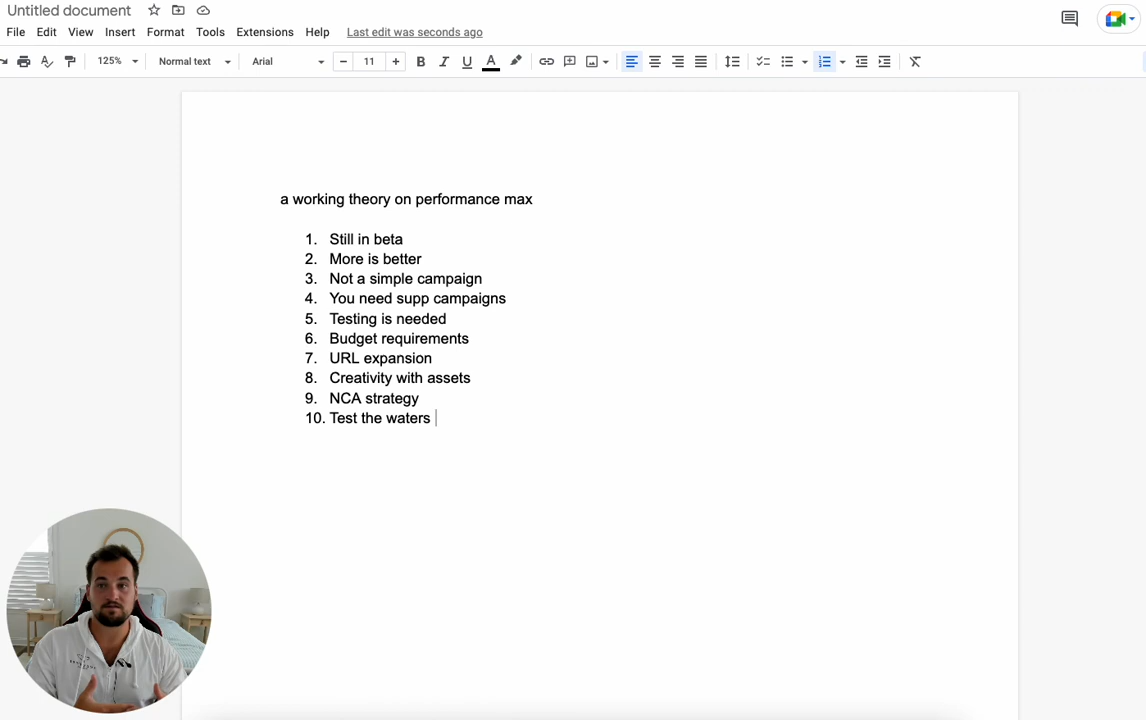 Untitled document
File Edit View Insert Format Tools Extensions Help Last edit was seconds ago
125% Normal text Arial − 11 + B I U A
a working theory on performance max
1. Still in beta
2. More is better
3. Not a simple campaign
4. You need supp campaigns
5. Testing is needed
6. Budget requirements
7. URL expansion
8. Creativity with assets
9. NCA strategy
10. Test the waters